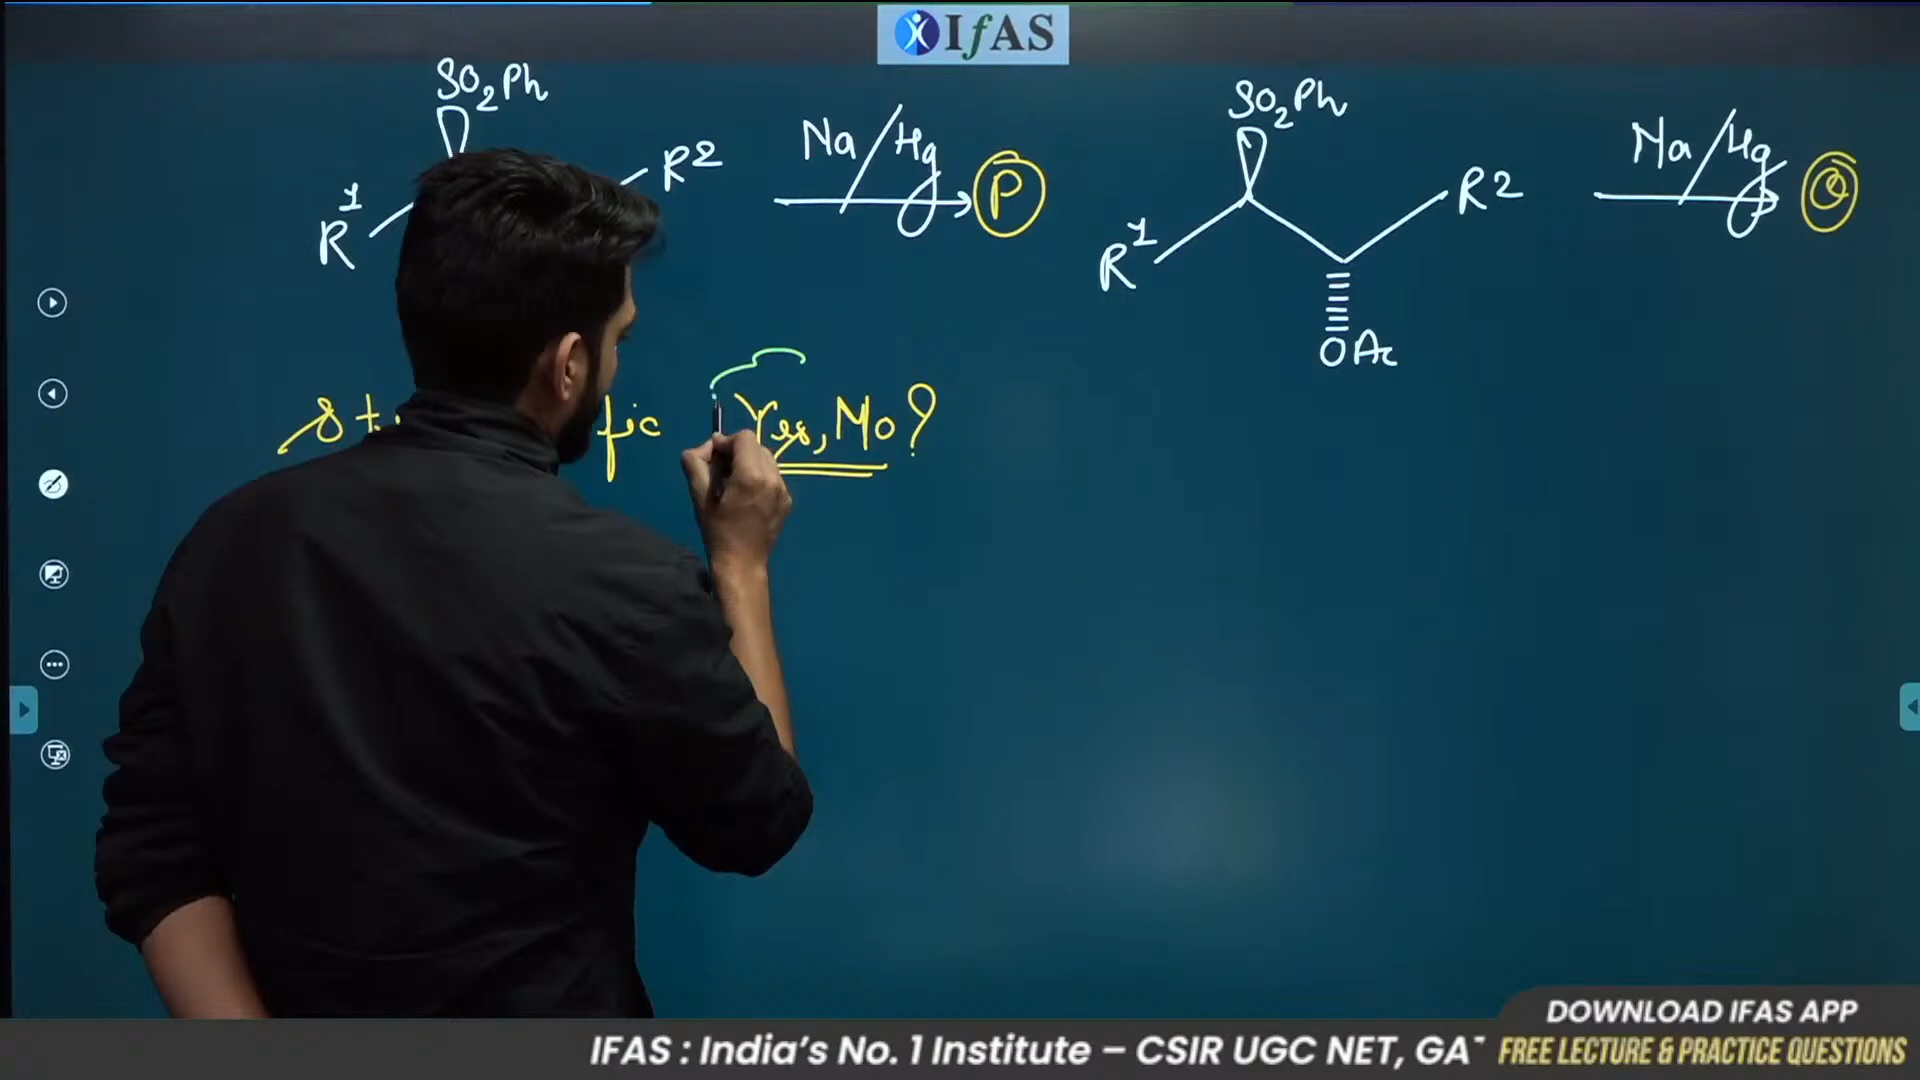 IfAS
SO2Ph
R1
R2
Na/Hg
P
SO2Ph
R1
R2
OAc
Na/Hg
Q
Yes, No?
DOWNLOAD IFAS APP
IFAS : India's No. 1 Institute – CSIR UGC NET, GAT
FREE LECTURE & PRACTICE QUESTIONS